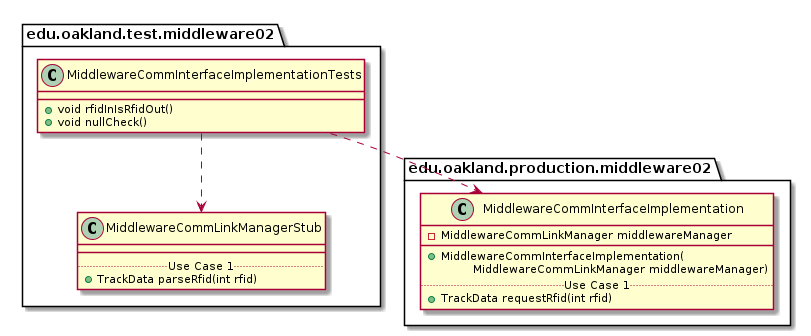 edu.oakland.test.middleware02
C MiddlewareCommInterfaceImplementationTests
void rfidInIsRfidOut()
void nullCheck()
C MiddlewareCommLinkManagerStub
Use Case 1
TrackData parseRfid(int rfid)
edu.oakland.production.middleware02
C MiddlewareCommInterfaceImplementation
MiddlewareCommLinkManager middlewareManager
MiddlewareCommInterfaceImplementation(
MiddlewareCommLinkManager middlewareManager)
Use Case 1
TrackData requestRfid(int rfid)